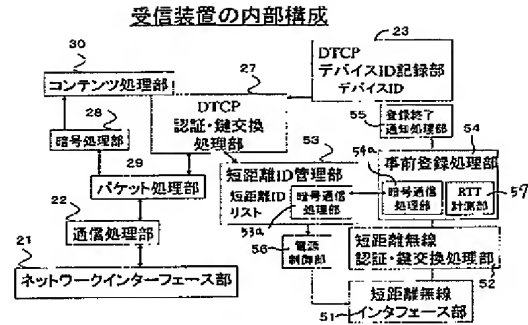 受信装置の内部構成
30
コンテンツ処理部
28
暗号処理部
29
パケット処理部
22
通信処理部
21
ネットワークインターフェース部
27
DTCP
認証・鍵交換
処理部
23
DTCP
デバイスID記録部
デバイスID
55
登録終了
通知処理部
54
事前登録処理部
54a
暗号通信
処理部
RTT
計測部
57
53
短距離ID管理部
短距離ID
リスト
暗号通信
処理部
53a
56
電源
制御部
短距離無線
認証・鍵交換処理部
52
短距離無線
インタフェース部
51